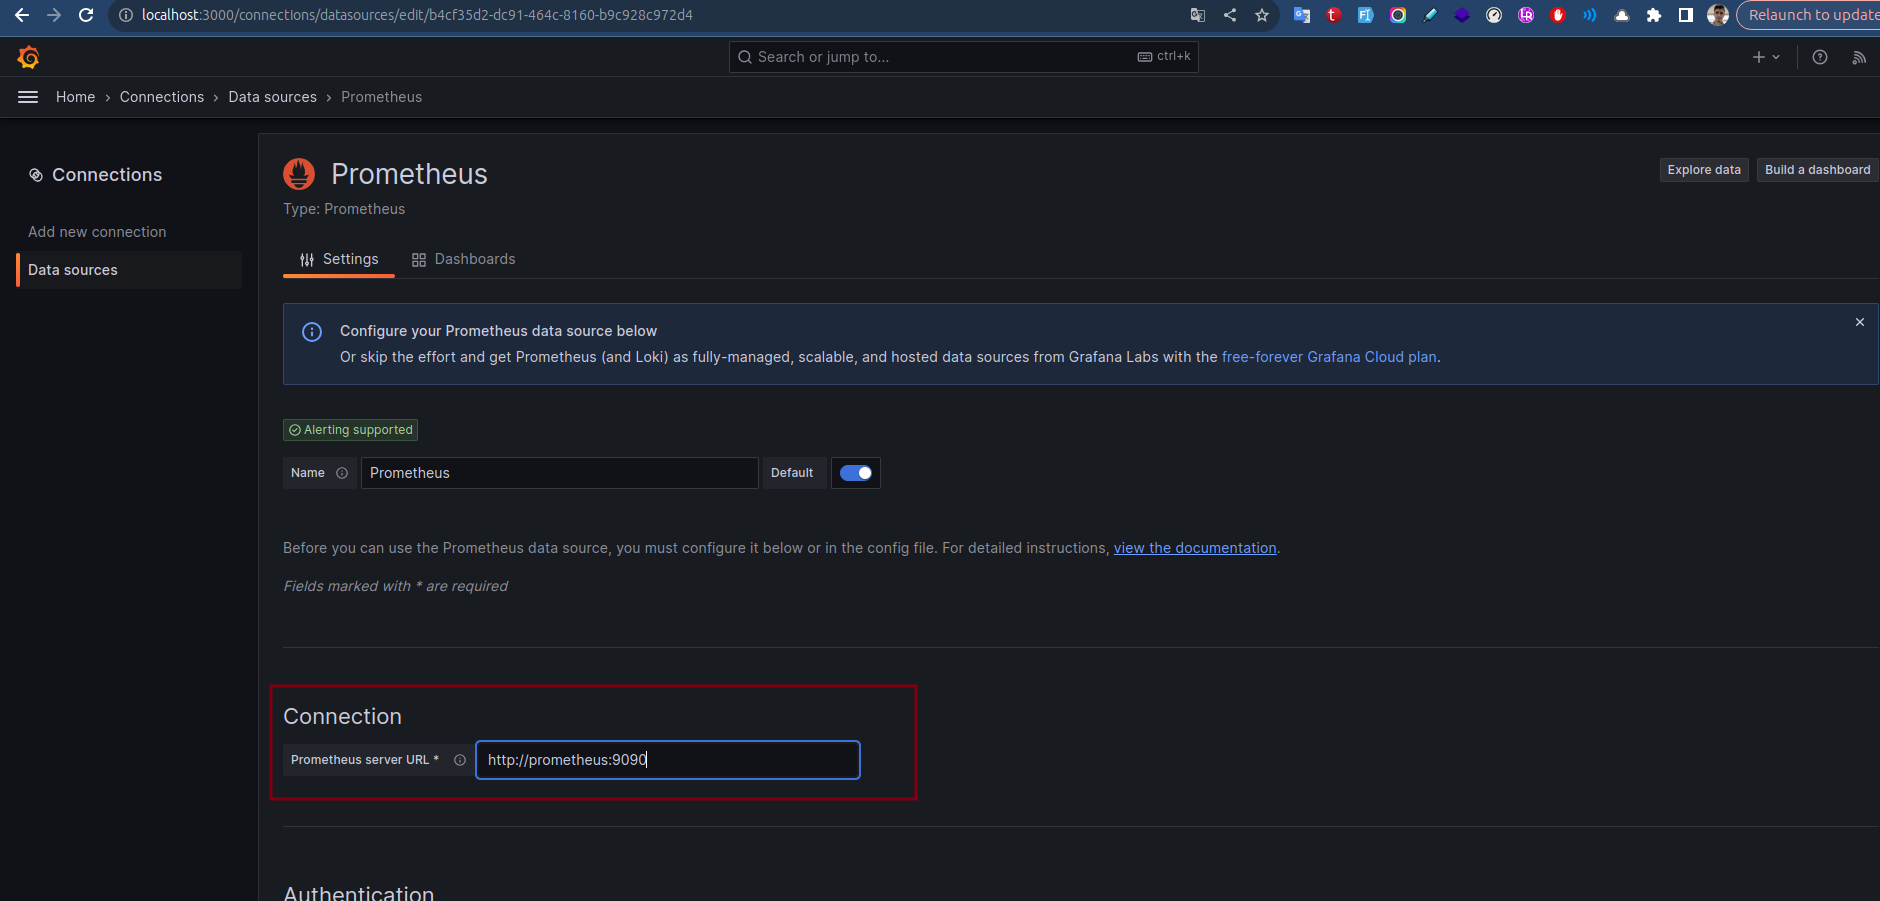 localhost:3000/connections/datasources/edit/b4cf35d2-dc91-464c-8160-b9c928c972d4
Relaunch to update
Search or jump to...
ctrl+k
Home › Connections › Data sources › Prometheus
Connections
Add new connection
Data sources
Prometheus
Type: Prometheus
Explore data
Build a dashboard
Settings
Dashboards
Configure your Prometheus data source below
Or skip the effort and get Prometheus (and Loki) as fully-managed, scalable, and hosted data sources from Grafana Labs with the free-forever Grafana Cloud plan.
Alerting supported
Name Prometheus Default
Before you can use the Prometheus data source, you must configure it below or in the config file. For detailed instructions, view the documentation.
Fields marked with * are required
Connection
Prometheus server URL * http://prometheus:9090
Authentication